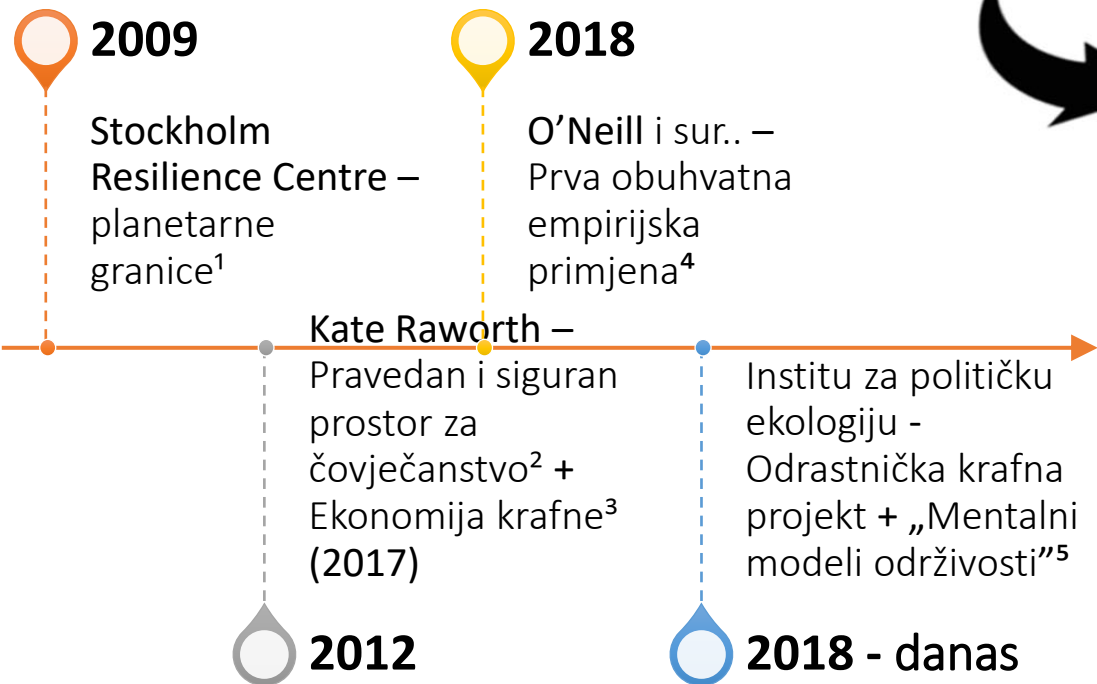 2009
Stockholm
Resilience Centre –
planetarne
granice¹
2018
O’Neill i sur.. –
Prva obuhvatna
empirijska
primjena⁴
Kate Raworth –
Pravedan i siguran
prostor za
čovječanstvo² +
Ekonomija krafne³
(2017)
2012
Institu za političku
ekologiju -
Odrastnička krafna
projekt + „Mentalni
modeli održivosti”⁵
2018 - danas